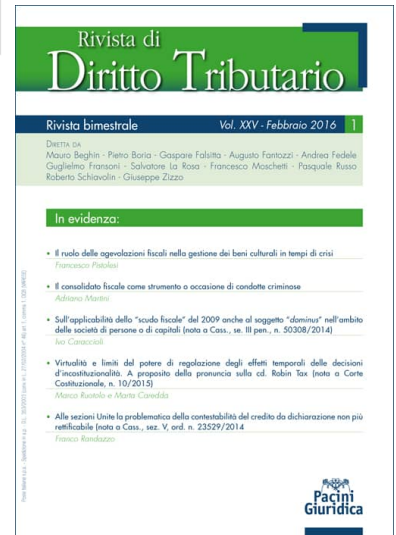 Rivista di
Diritto Tributario
Rivista bimestrale
Vol. XXV - Febbraio 2016
1
DIRETTA DA
Mauro Beghin - Pietro Boria - Gaspare Falsitta - Augusto Fantozzi - Andrea Fedele
Guglielmo Fransoni - Salvatore La Rosa - Francesco Moschetti - Pasquale Russo
Roberto Schiavolin - Giuseppe Zizzo
In evidenza:
• Il ruolo delle agevolazioni fiscali nella gestione dei beni culturali in tempi di crisi
Francesco Pistolesi
• Il consolidato fiscale come strumento o occasione di condotte criminose
Adriano Martini
• Sull'applicabilità dello "scudo fiscale" del 2009 anche al soggetto "dominus" nell'ambito
delle società di persone o di capitali (nota a Cass., se. III pen., n. 50308/2014)
Ivo Caraccioli
• Virtualità e limiti del potere di regolazione degli effetti temporali delle decisioni
d'incostituzionalità. A proposito della pronuncia sulla cd. Robin Tax (nota a Corte
Costituzionale, n. 10/2015)
Marco Ruotolo e Marta Caredda
• Alle sezioni Unite la problematica della contestabilità del credito da dichiarazione non più
rettificabile (nota a Cass., sez. V, ord. n. 23529/2014
Franco Randazzo
Pacini
Giuridica